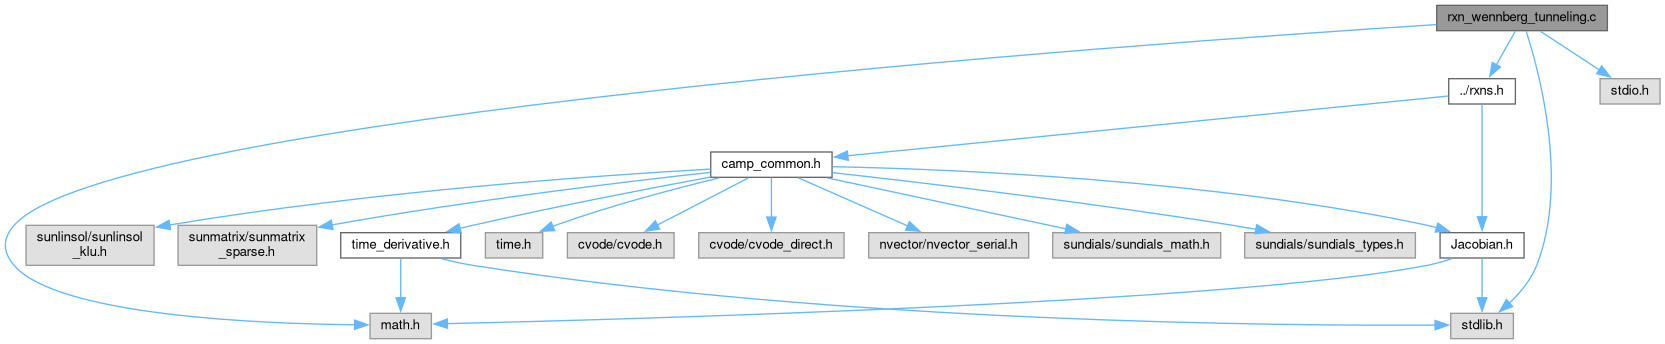 rxn_wennberg_tunneling.c
../rxns.h
stdio.h
camp_common.h
sunlinsol/sunlinsol
_klu.h
sunmatrix/sunmatrix
_sparse.h
time_derivative.h
time.h
cvode/cvode.h
cvode/cvode_direct.h
nvector/nvector_serial.h
sundials/sundials_math.h
sundials/sundials_types.h
Jacobian.h
math.h
stdlib.h